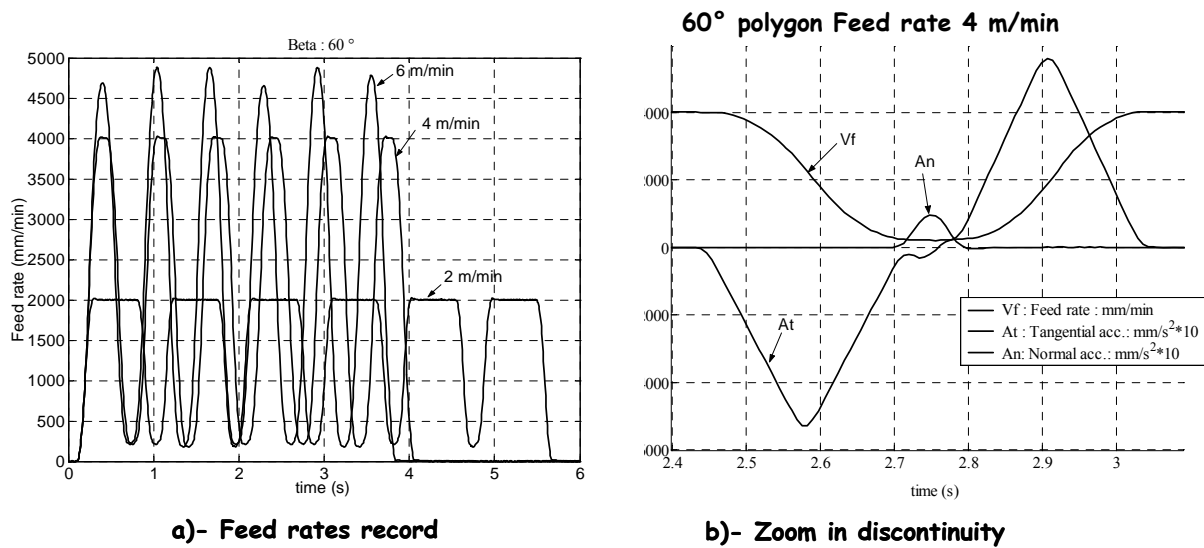 Beta : 60 °
5000
4500
4000
3500
3000
2500
2000
1500
1000
500
0
Feed rate (mm/min)
6 m/min
4 m/min
2 m/min
0 1 2 3 4 5 6
time (s)
a)- Feed rates record
60° polygon Feed rate 4 m/min
Vf
An
At
0
Vf : Feed rate : mm/min
At : Tangential acc.: mm/s²*10
An: Normal acc.: mm/s²*10
2.4 2.5 2.6 2.7 2.8 2.9 3
time (s)
b)- Zoom in discontinuity